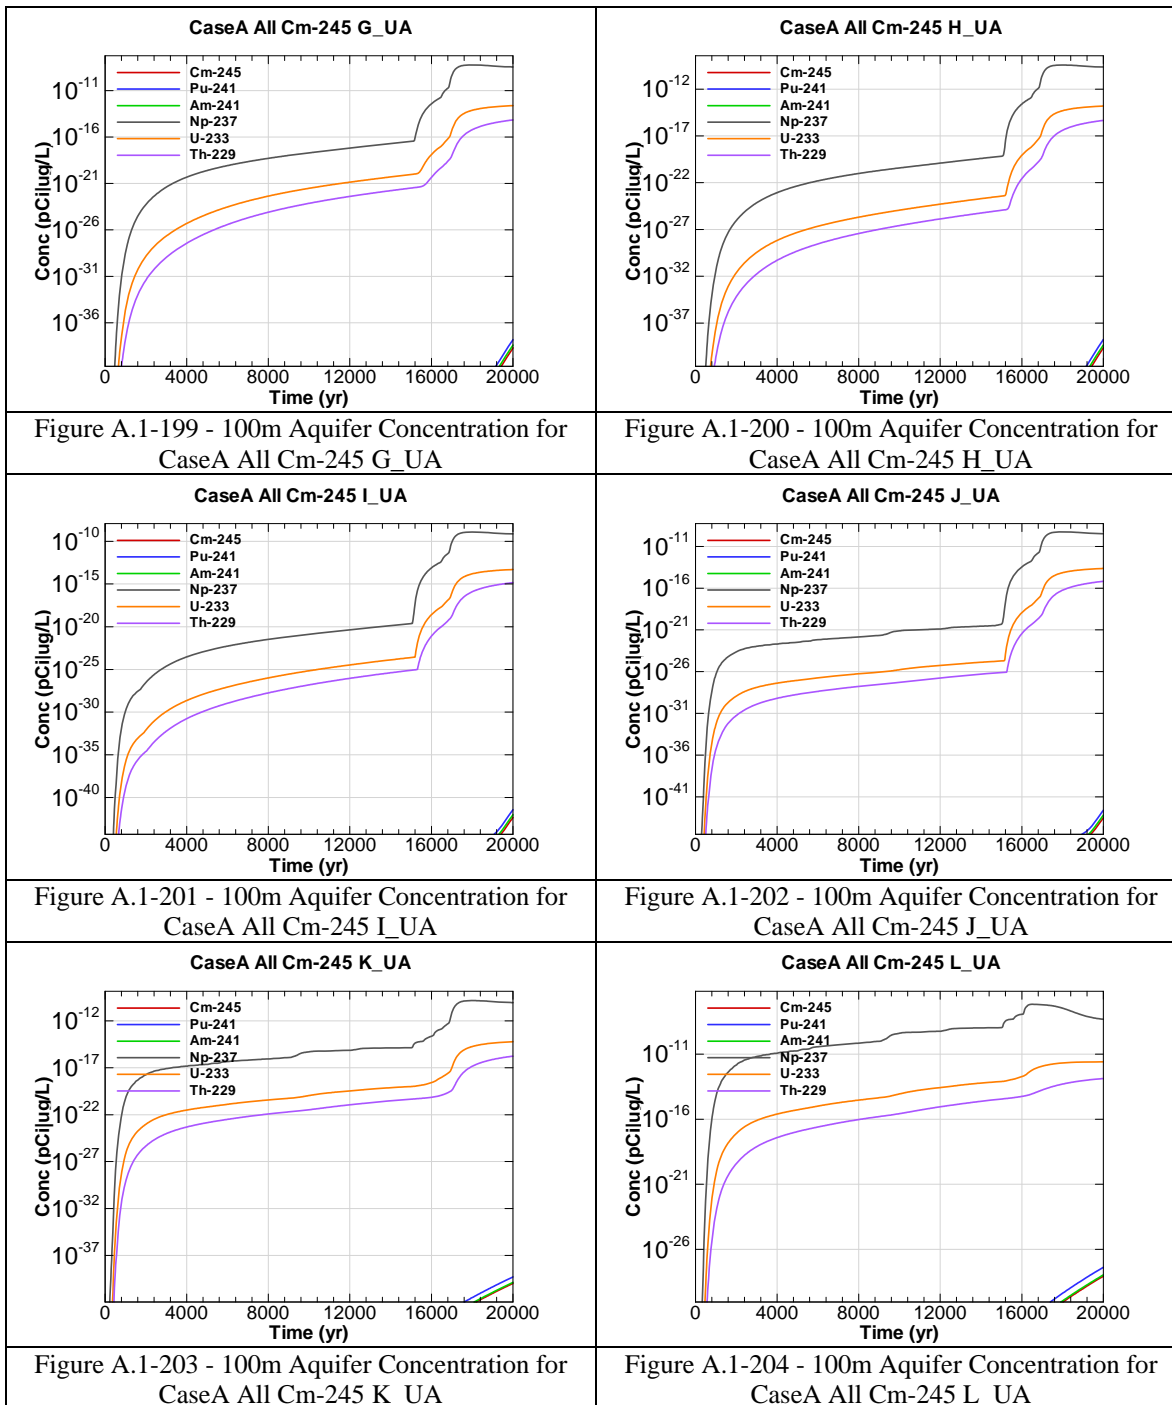 CaseA All Cm-245 G_UA
Conc (pCi|ug/L)
10-11
10-16
10-21
10-26
10-31
10-36
Cm-245
Pu-241
Am-241
Np-237
U-233
Th-229
0 4000 8000 12000 16000 20000
Time (yr)
Figure A.1-199 - 100m Aquifer Concentration for
CaseA All Cm-245 G_UA
CaseA All Cm-245 H_UA
Conc (pCi|ug/L)
10-12
10-17
10-22
10-27
10-32
10-37
Cm-245
Pu-241
Am-241
Np-237
U-233
Th-229
0 4000 8000 12000 16000 20000
Time (yr)
Figure A.1-200 - 100m Aquifer Concentration for
CaseA All Cm-245 H_UA
CaseA All Cm-245 I_UA
Conc (pCi|ug/L)
10-10
10-15
10-20
10-25
10-30
10-35
10-40
Cm-245
Pu-241
Am-241
Np-237
U-233
Th-229
0 4000 8000 12000 16000 20000
Time (yr)
Figure A.1-201 - 100m Aquifer Concentration for
CaseA All Cm-245 I_UA
CaseA All Cm-245 J_UA
Conc (pCi|ug/L)
10-11
10-16
10-21
10-26
10-31
10-36
10-41
Cm-245
Pu-241
Am-241
Np-237
U-233
Th-229
0 4000 8000 12000 16000 20000
Time (yr)
Figure A.1-202 - 100m Aquifer Concentration for
CaseA All Cm-245 J_UA
CaseA All Cm-245 K_UA
Conc (pCi|ug/L)
10-12
10-17
10-22
10-27
10-32
10-37
Cm-245
Pu-241
Am-241
Np-237
U-233
Th-229
0 4000 8000 12000 16000 20000
Time (yr)
Figure A.1-203 - 100m Aquifer Concentration for
CaseA All Cm-245 K_UA
CaseA All Cm-245 L_UA
Conc (pCi|ug/L)
10-11
10-16
10-21
10-26
Cm-245
Pu-241
Am-241
Np-237
U-233
Th-229
0 4000 8000 12000 16000 20000
Time (yr)
Figure A.1-204 - 100m Aquifer Concentration for
CaseA All Cm-245 L_UA